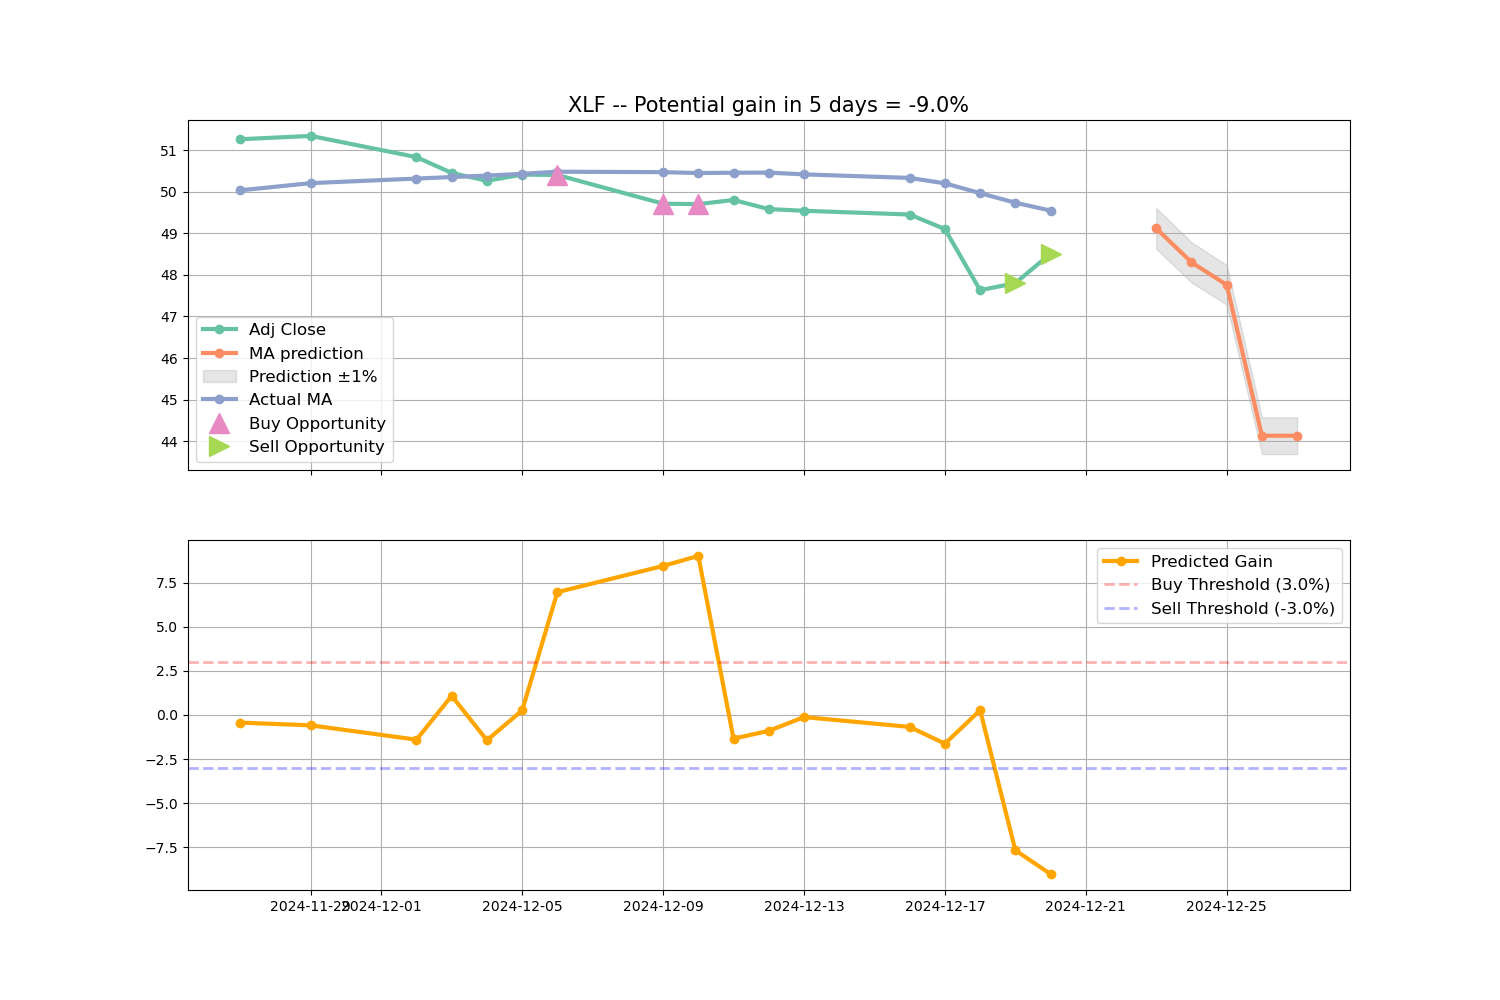 XLF -- Potential gain in 5 days = -9.0%
51
50
49
48
47
46
45
44
Adj Close
MA prediction
Prediction ±1%
Actual MA
Buy Opportunity
Sell Opportunity
7.5
5.0
2.5
0.0
−2.5
−5.0
−7.5
Predicted Gain
Buy Threshold (3.0%)
Sell Threshold (-3.0%)
2024-11-29 2024-12-01 2024-12-05 2024-12-09 2024-12-13 2024-12-17 2024-12-21 2024-12-25